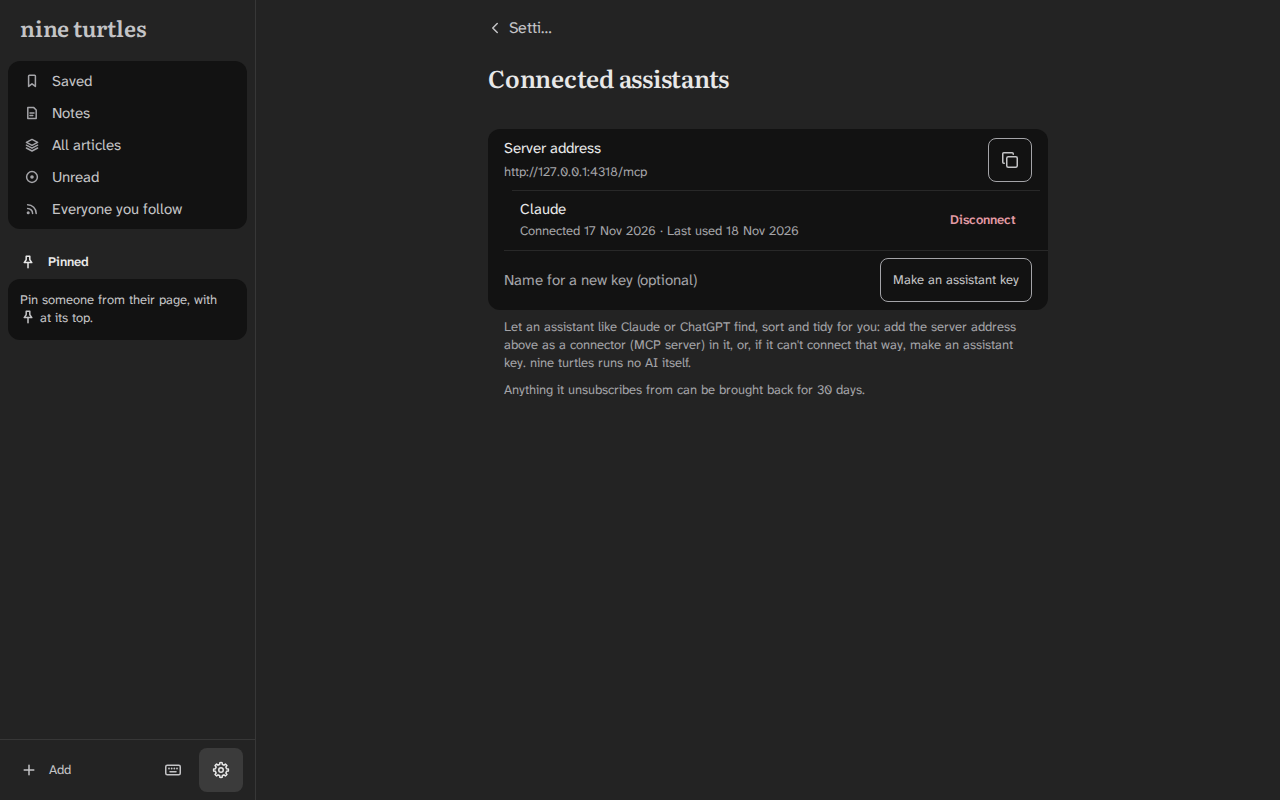 nine turtles
Saved
Notes
All articles
Unread
Everyone you follow
Pinned
Pin someone from their page, with
at its top.
Add
Setti...
Connected assistants
Server address
http://127.0.0.1:4318/mcp
Claude
Connected 17 Nov 2026 · Last used 18 Nov 2026
Disconnect
Name for a new key (optional)
Make an assistant key
Let an assistant like Claude or ChatGPT find, sort and tidy for you: add the server address
above as a connector (MCP server) in it, or, if it can't connect that way, make an assistant
key. nine turtles runs no AI itself.
Anything it unsubscribes from can be brought back for 30 days.